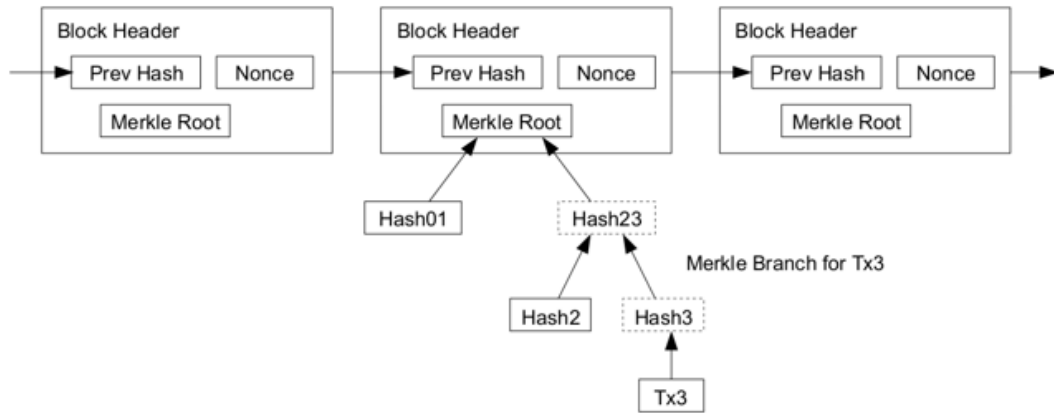 Block Header
Block Header
Block Header
Prev Hash
Nonce
Prev Hash
Nonce
Prev Hash
Nonce
Merkle Root
Merkle Root
Merkle Root
Hash01
Hash23
Merkle Branch for Tx3
Hash2
Hash3
Tx3